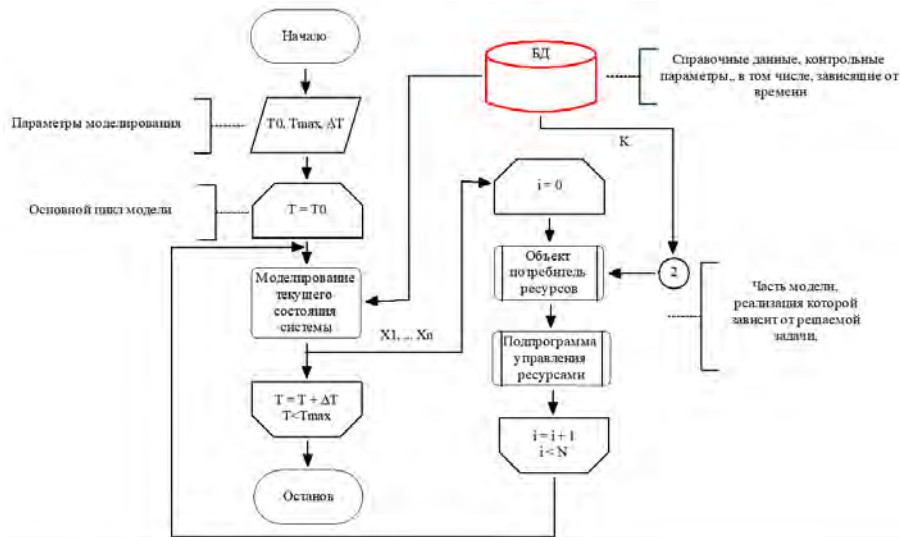 Начало
БД
Справочные данные, контрольные
параметры,, в том числе, зависящие от
времени
Параметры моделирования
T0, Tmax, ΔT
K
Основной цикл модели
T = T0
i = 0
Моделирование
текущего
состояния
системы
Объект
потребитель
ресурсов
2
Часть модели,
реализация которой
зависит от решаемой
задачи,
X1, ... Xn
Подпрограмма
управления
ресурсами
T = T + ΔT
T<Tmax
i = i + 1
i < N
Останов